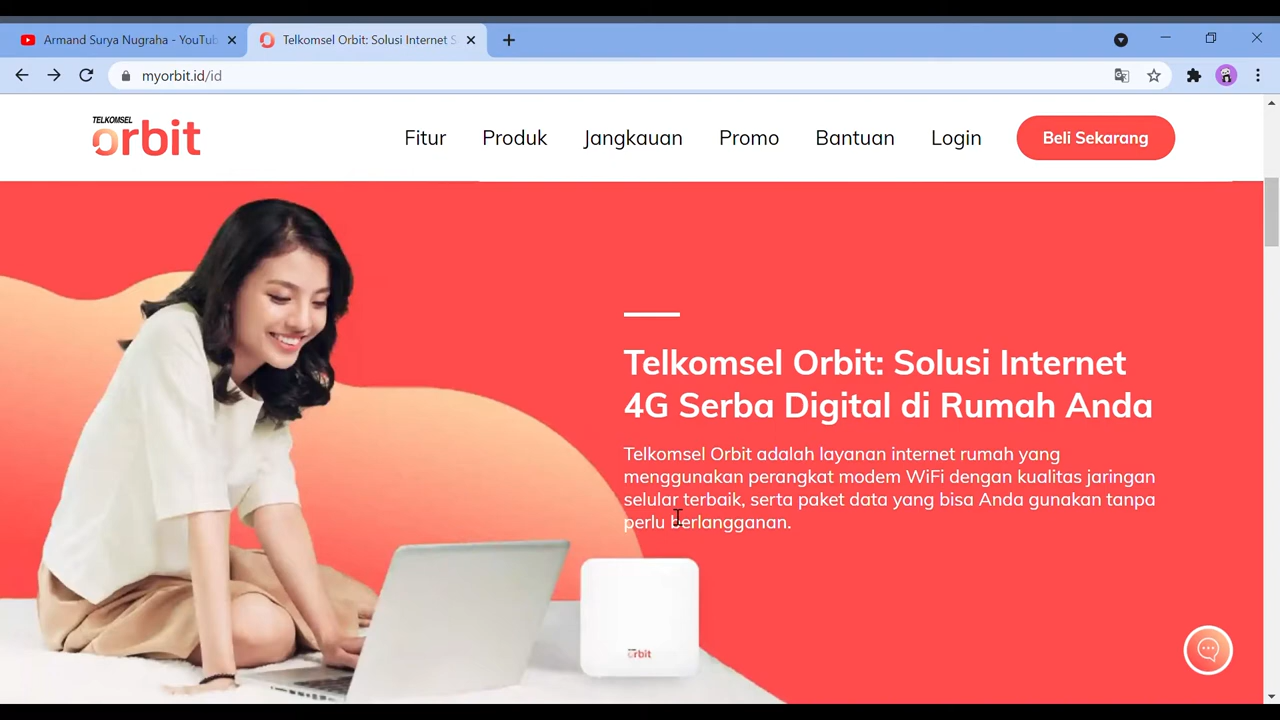 Armand Surya Nugraha - YouTu
Telkomsel Orbit: Solusi Internet S
myorbit.id/id
TELKOMSEL
orbit
Fitur
Produk
Jangkauan
Promo
Bantuan
Login
Beli Sekarang
Telkomsel Orbit: Solusi Internet
4G Serba Digital di Rumah Anda
Telkomsel Orbit adalah layanan internet rumah yang
menggunakan perangkat modem WiFi dengan kualitas jaringan
selular terbaik, serta paket data yang bisa Anda gunakan tanpa
perlu berlangganan.
orbit